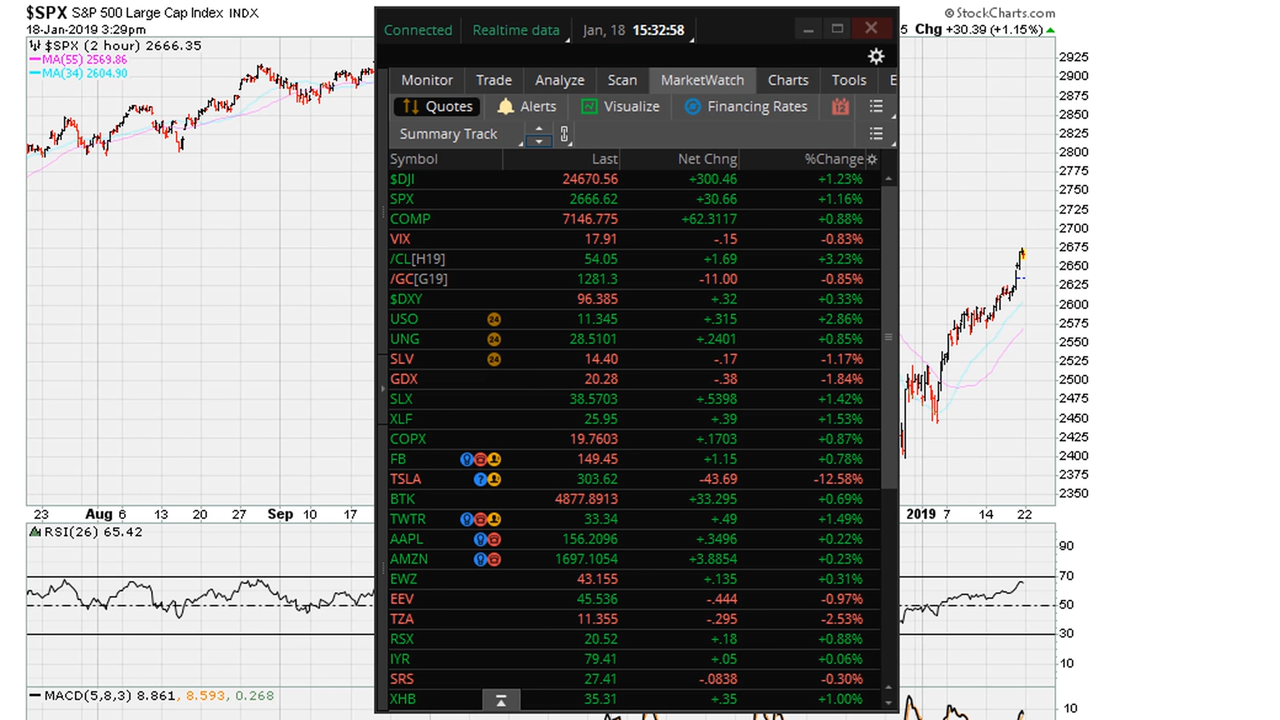 $SPX S&P 500 Large Cap Index INDX
© StockCharts.com
18-Jan-2019 3:29pm
5 Chg +30.39 (+1.15%)
$SPX (2 hour) 2666.35
MA(55) 2569.86
MA(34) 2604.90
Connected Realtime data Jan, 18 15:32:58
Monitor Trade Analyze Scan MarketWatch Charts Tools E
Quotes Alerts Visualize Financing Rates 12
Summary Track
Symbol Last Net Chng %Change
$DJI 24670.56 +300.46 +1.23%
SPX 2666.62 +30.66 +1.16%
COMP 7146.775 +62.3117 +0.88%
VIX 17.91 -.15 -0.83%
/CL[H19] 54.05 +1.69 +3.23%
/GC[G19] 1281.3 -11.00 -0.85%
$DXY 96.385 +.32 +0.33%
USO 24 11.345 +.315 +2.86%
UNG 24 28.5101 +.2401 +0.85%
SLV 24 14.40 -.17 -1.17%
GDX 20.28 -.38 -1.84%
SLX 38.5703 +.5398 +1.42%
XLF 25.95 +.39 +1.53%
COPX 19.7603 +.1703 +0.87%
FB 149.45 +1.15 +0.78%
TSLA ? 303.62 -43.69 -12.58%
BTK 4877.8913 +33.295 +0.69%
TWTR 33.34 +.49 +1.49%
AAPL 156.2096 +.3496 +0.22%
AMZN 1697.1054 +3.8854 +0.23%
EWZ 43.155 +.135 +0.31%
EEV 45.536 -.444 -0.97%
TZA 11.355 -.295 -2.53%
RSX 20.52 +.18 +0.88%
IYR 79.41 +.05 +0.06%
SRS 27.41 -.0838 -0.30%
XHB 35.31 +.35 +1.00%
2925
2900
2875
2850
2825
2800
2775
2750
2725
2700
2675
2650
2625
2600
2575
2550
2525
2500
2475
2450
2425
2400
2375
2350
23 Aug 6 13 20 27 Sep 10 17
2019 7 14 22
RSI(26) 65.42
90
70
50
30
10
MACD(5,8,3) 8.861, 8.593, 0.268
10